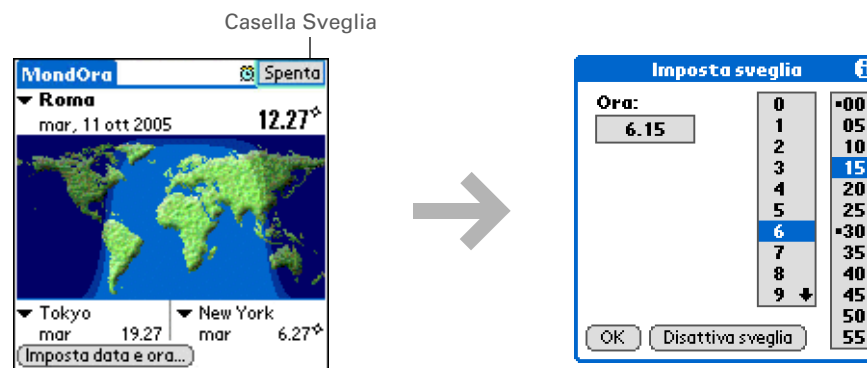 Casella Sveglia
MondOra
Spenta
Roma
mar, 11 ott 2005
12.27
Tokyo
mar 19.27
New York
mar 6.27
Imposta data e ora...
Imposta sveglia
Ora:
6.15
0
1
2
3
4
5
6
7
8
9
00
05
10
15
20
25
30
35
40
45
50
55
OK
Disattiva sveglia